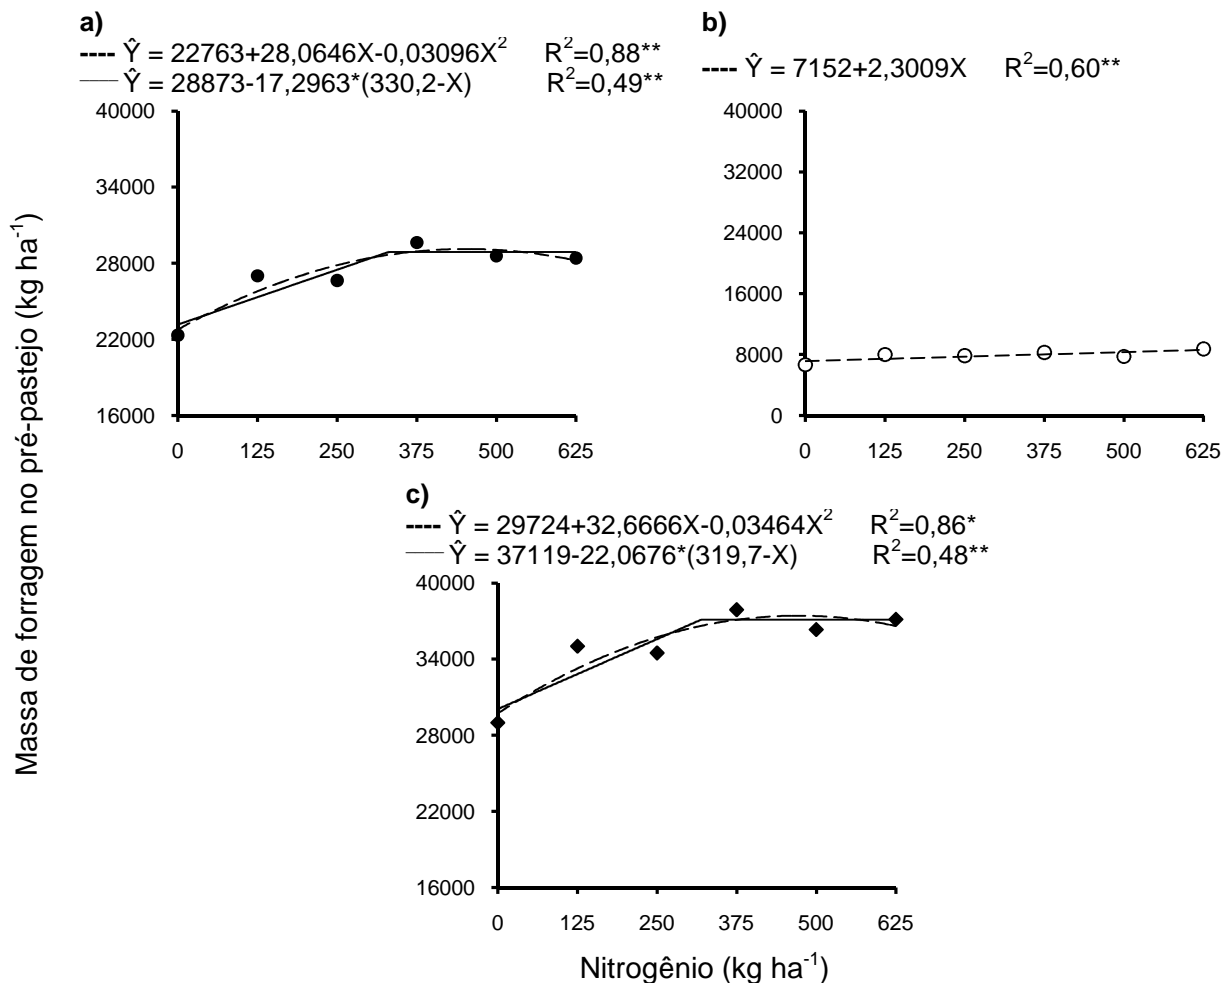 a)
---- Ŷ = 22763+28,0646X-0,03096X² R²=0,88**
Ŷ = 28873-17,2963*(330,2-X) R²=0,49**
40000
34000
28000
22000
16000
0 125 250 375 500 625
b)
---- Ŷ = 7152+2,3009X R²=0,60**
40000
32000
24000
16000
8000
0
0 125 250 375 500 625
c)
---- Ŷ = 29724+32,6666X-0,03464X² R²=0,86*
Ŷ = 37119-22,0676*(319,7-X) R²=0,48**
40000
34000
28000
22000
16000
0 125 250 375 500 625
Massa de forragem no pré-pastejo (kg ha⁻¹)
Nitrogênio (kg ha⁻¹)